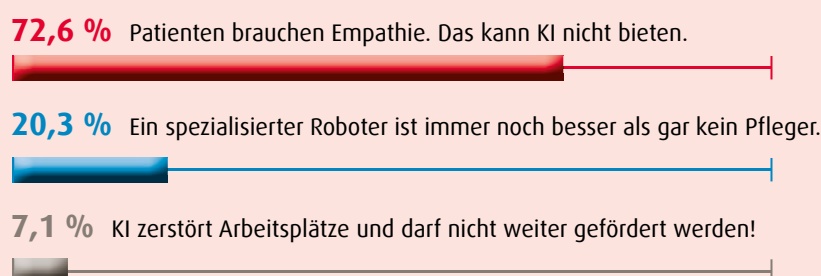 72,6 % Patienten brauchen Empathie. Das kann KI nicht bieten.
20,3 % Ein spezialisierter Roboter ist immer noch besser als gar kein Pfleger.
7,1 % KI zerstört Arbeitsplätze und darf nicht weiter gefördert werden!